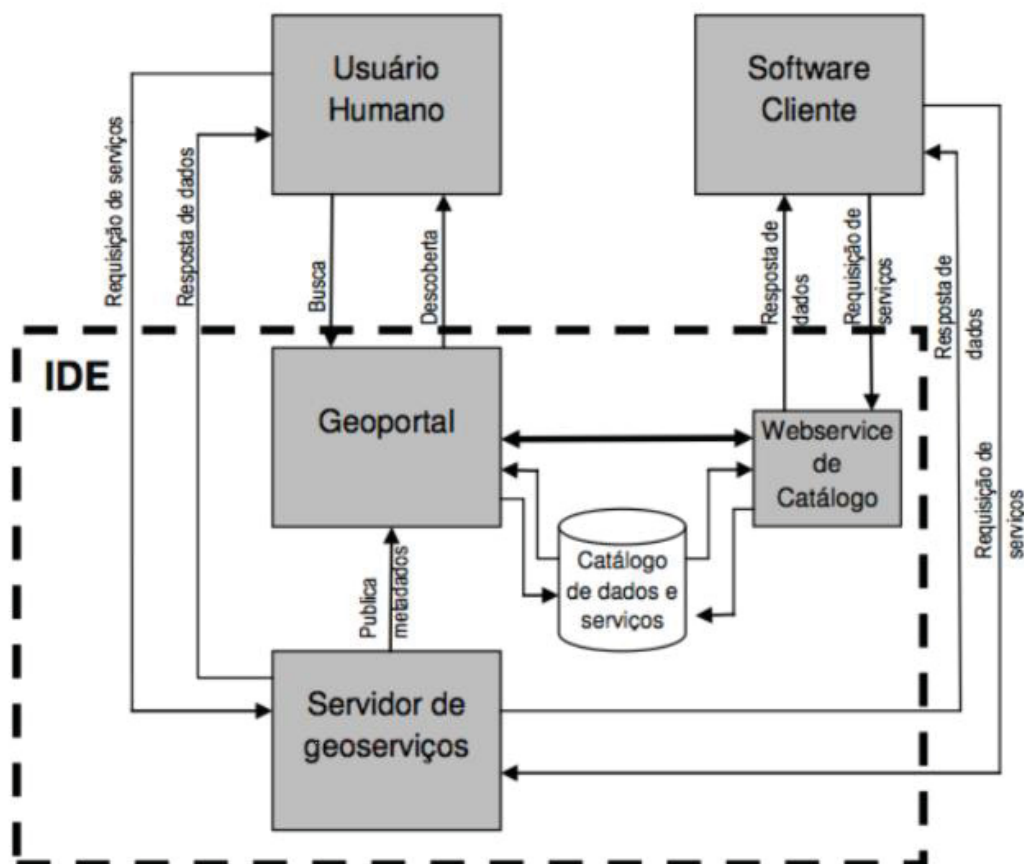 Usuário
Humano
Software
Cliente
Requisição de serviços
Resposta de dados
Busca
Descoberta
Resposta de
dados
Requisição de
serviços
Resposta de
dados
Requisição de
serviços
IDE
Geoportal
Webservice
de
Catálogo
Catálogo
de dados e
serviços
Publica
metadados
Servidor de
geoserviços